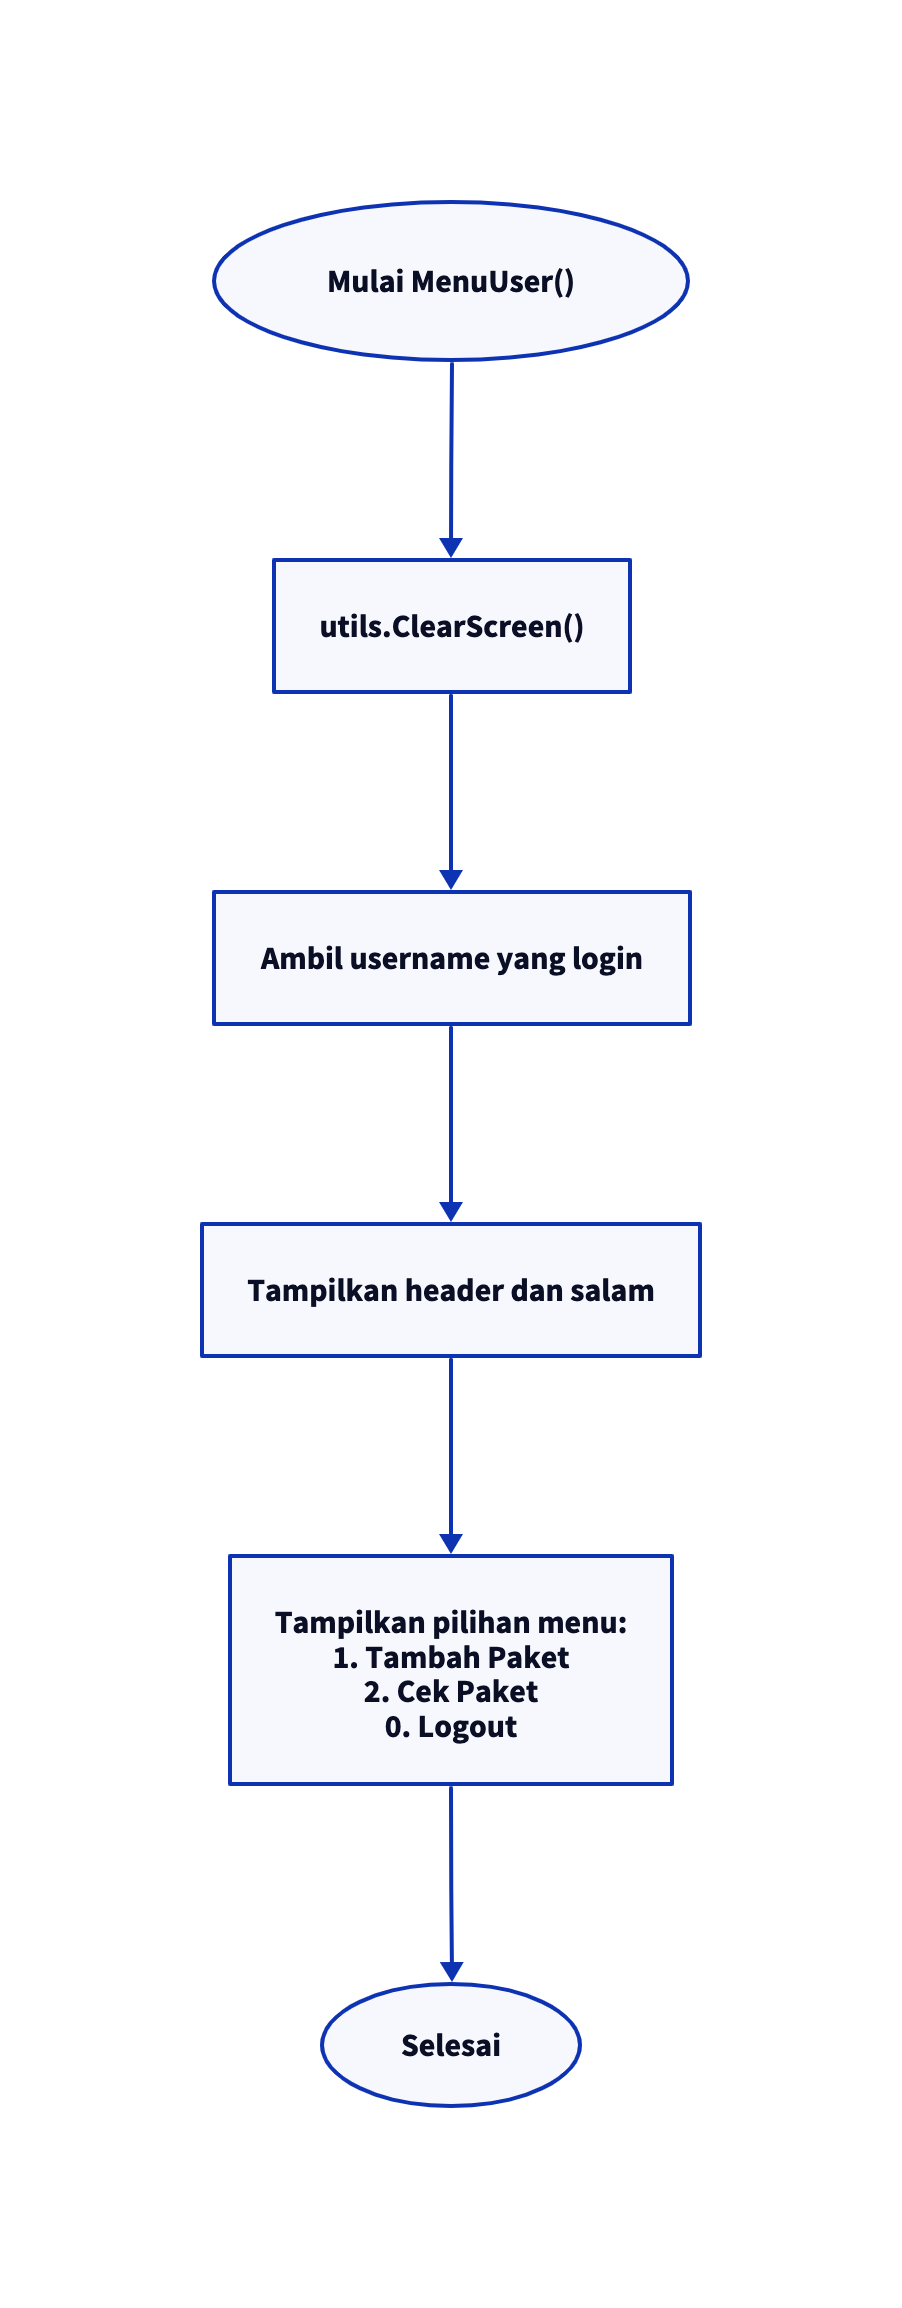 Mulai MenuUser()
utils.ClearScreen()
Ambil username yang login
Tampilkan header dan salam
Tampilkan pilihan menu:
1. Tambah Paket
2. Cek Paket
0. Logout
Selesai